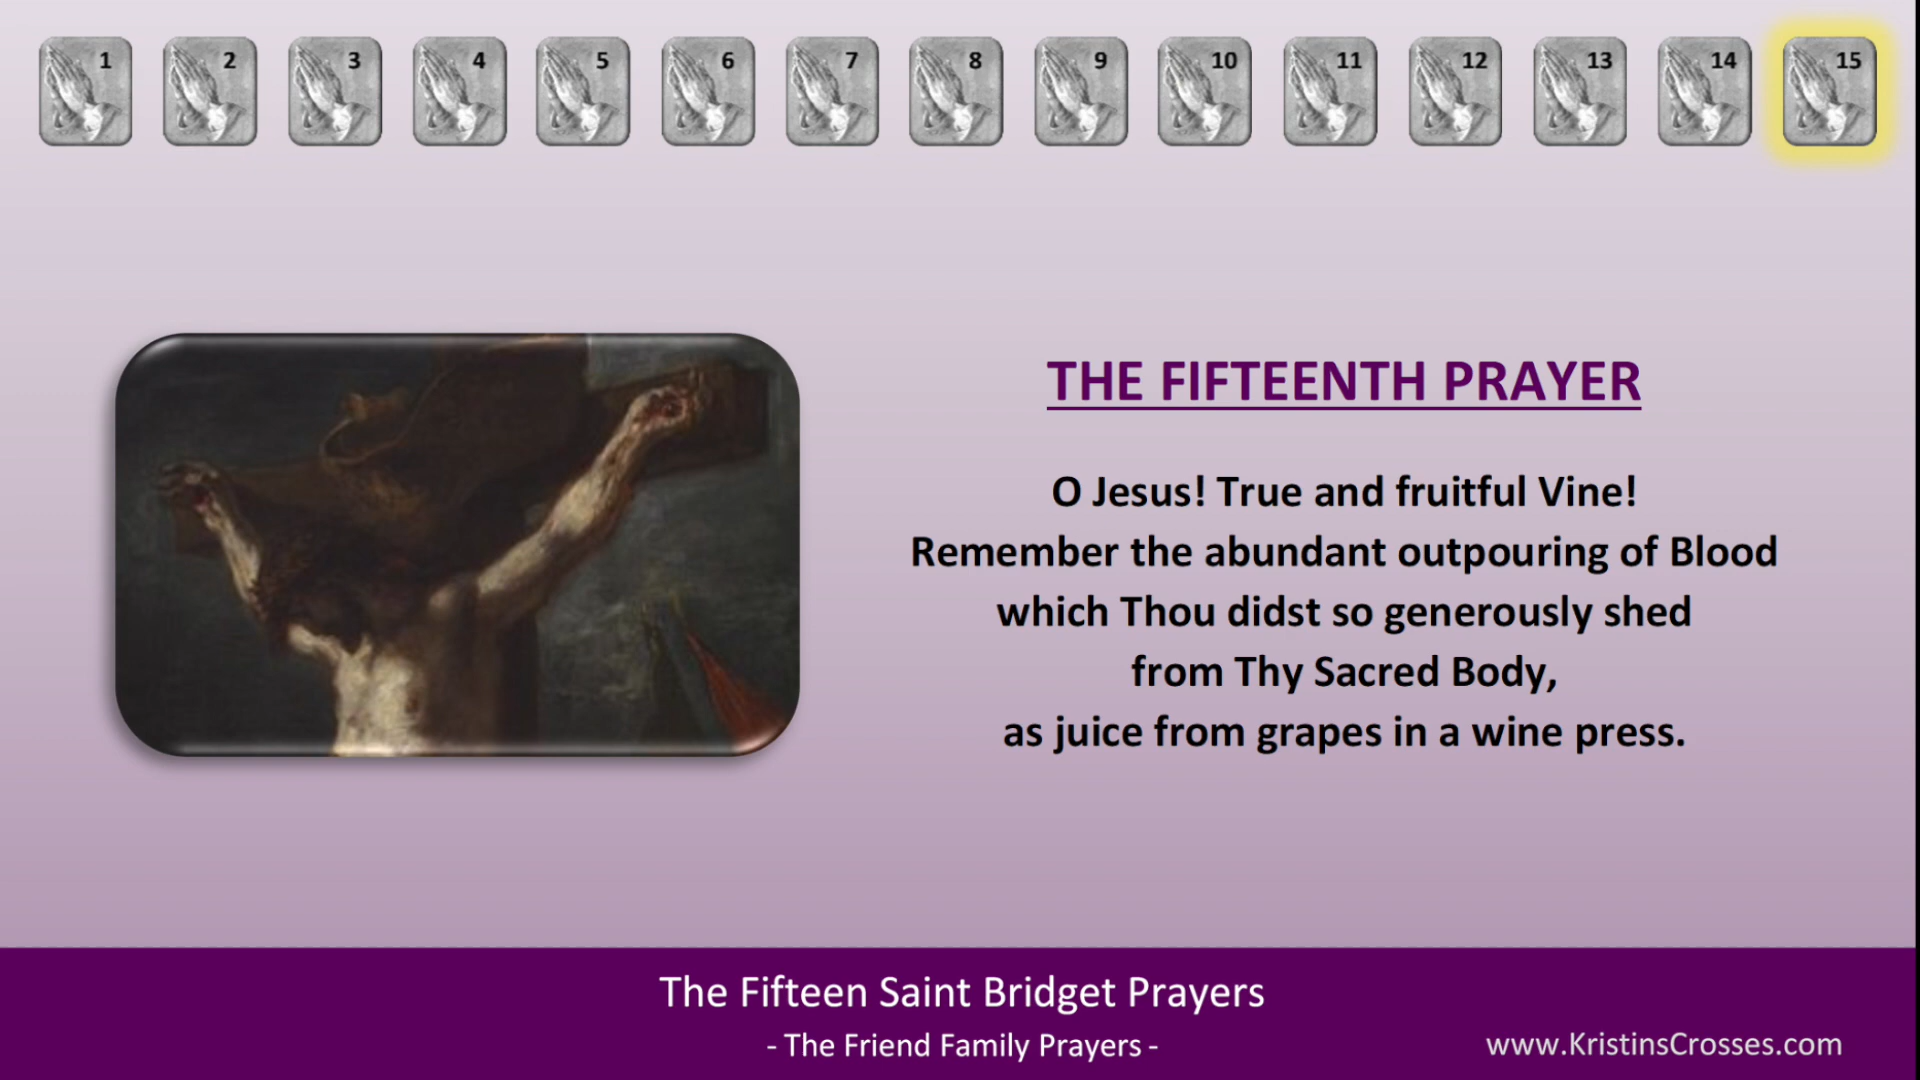 1 2 3 4 5 6 7 8 9 10 11 12 13 14 15
THE FIFTEENTH PRAYER
O Jesus! True and fruitful Vine!
Remember the abundant outpouring of Blood
which Thou didst so generously shed
from Thy Sacred Body,
as juice from grapes in a wine press.
The Fifteen Saint Bridget Prayers
- The Friend Family Prayers -
www.KristinsCrosses.com